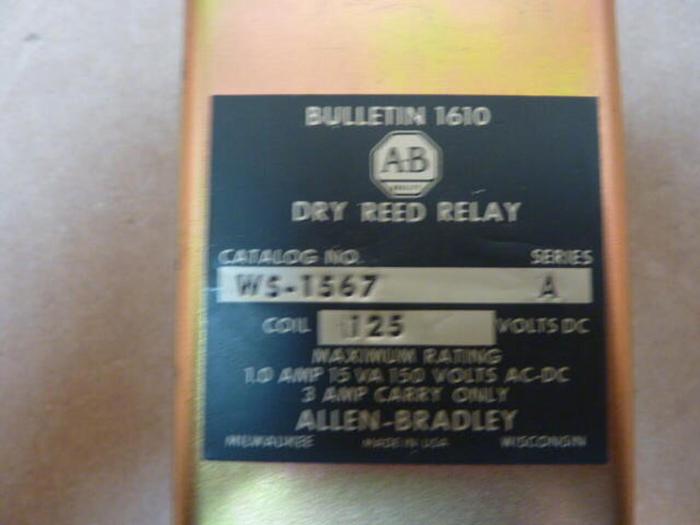 BULLETIN 1610
A-B
QUALITY
DRY REED RELAY
CATALOG NO. SERIES
WS-1567 A
COIL 125 VOLTS DC
MAXIMUM RATING
1.0 AMP 15 VA 150 VOLTS AC-DC
3 AMP CARRY ONLY
ALLEN-BRADLEY
MILWAUKEE MADE IN USA WISCONSIN